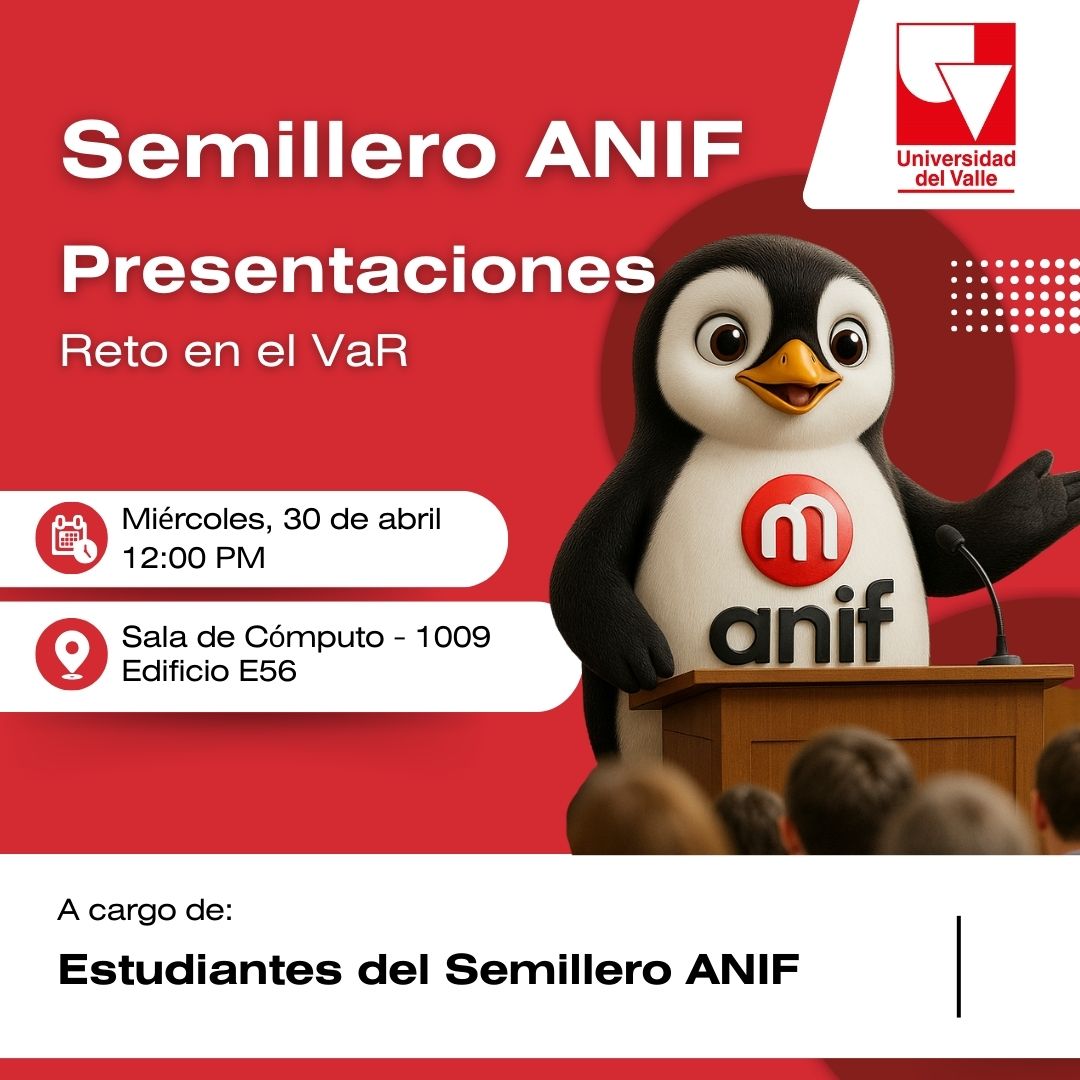 Universidad
del Valle
Semillero ANIF
Presentaciones
Reto en el VaR
Miércoles, 30 de abril
12:00 PM
Sala de Cómputo - 1009
Edificio E56
m
anif
A cargo de:
Estudiantes del Semillero ANIF